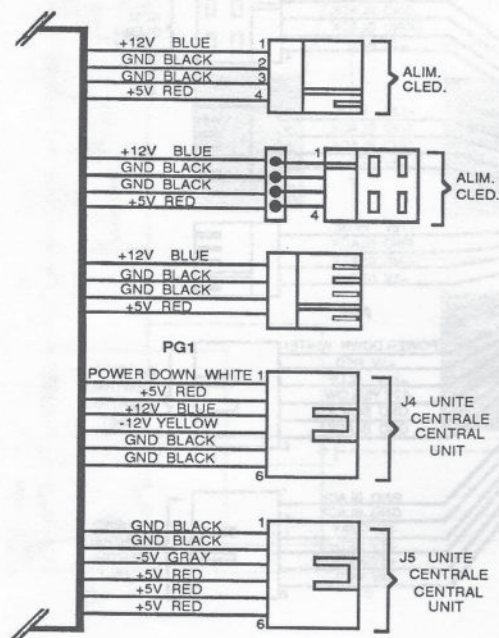 +12V BLUE 1
GND BLACK 2
GND BLACK 3
+5V RED 4
ALIM.
CLED.
+12V BLUE 1
GND BLACK
GND BLACK
+5V RED 4
ALIM.
CLED.
+12V BLUE
GND BLACK
GND BLACK
+5V RED
PG1
POWER DOWN WHITE 1
+5V RED
+12V BLUE
-12V YELLOW
GND BLACK
GND BLACK
6
J4 UNITE
CENTRALE
CENTRAL
UNIT
GND BLACK 1
GND BLACK
-5V GRAY
+5V RED
+5V RED
+5V RED
6
J5 UNITE
CENTRALE
CENTRAL
UNIT